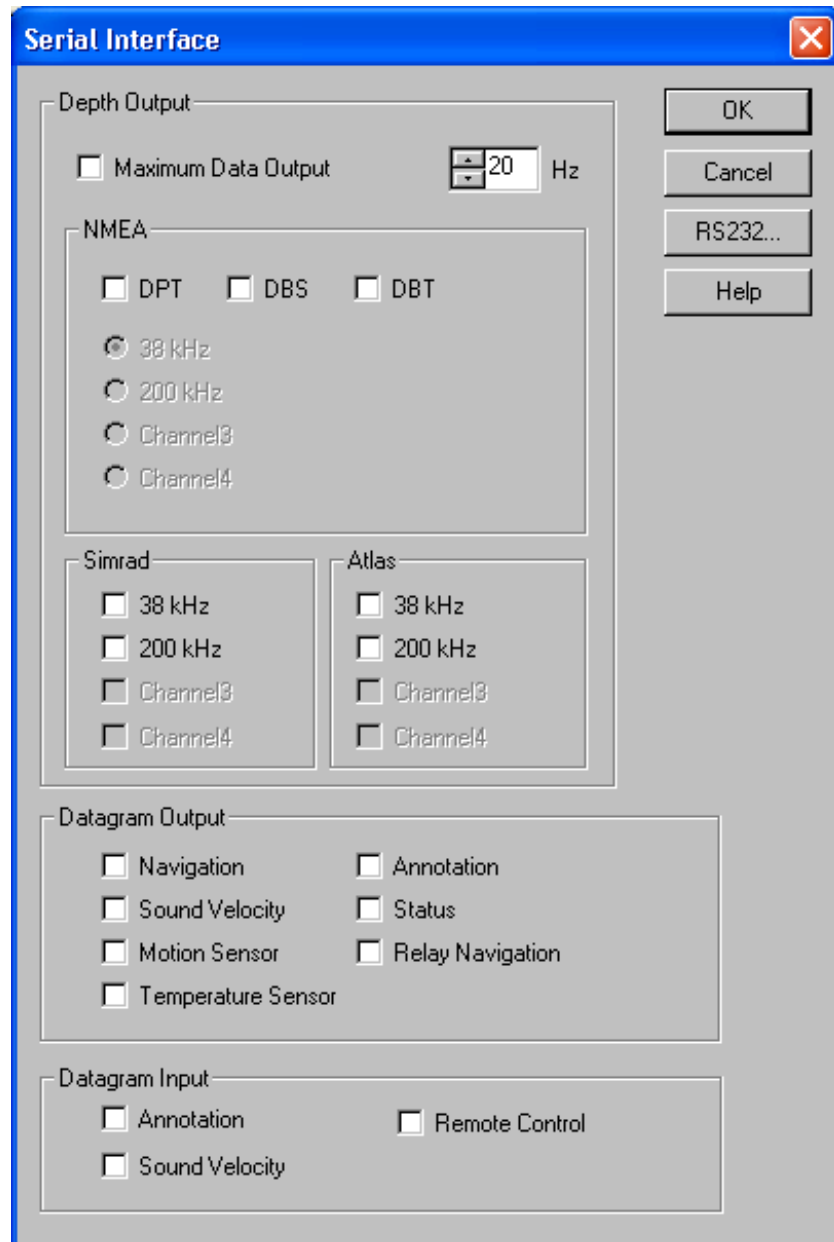 Serial Interface
Depth Output
OK
Maximum Data Output 20 Hz
Cancel
NMEA
RS232...
DPT DBS DBT
Help
38 kHz
200 kHz
Channel3
Channel4
Simrad
38 kHz
200 kHz
Channel3
Channel4
Atlas
38 kHz
200 kHz
Channel3
Channel4
Datagram Output
Navigation
Annotation
Sound Velocity
Status
Motion Sensor
Relay Navigation
Temperature Sensor
Datagram Input
Annotation
Remote Control
Sound Velocity